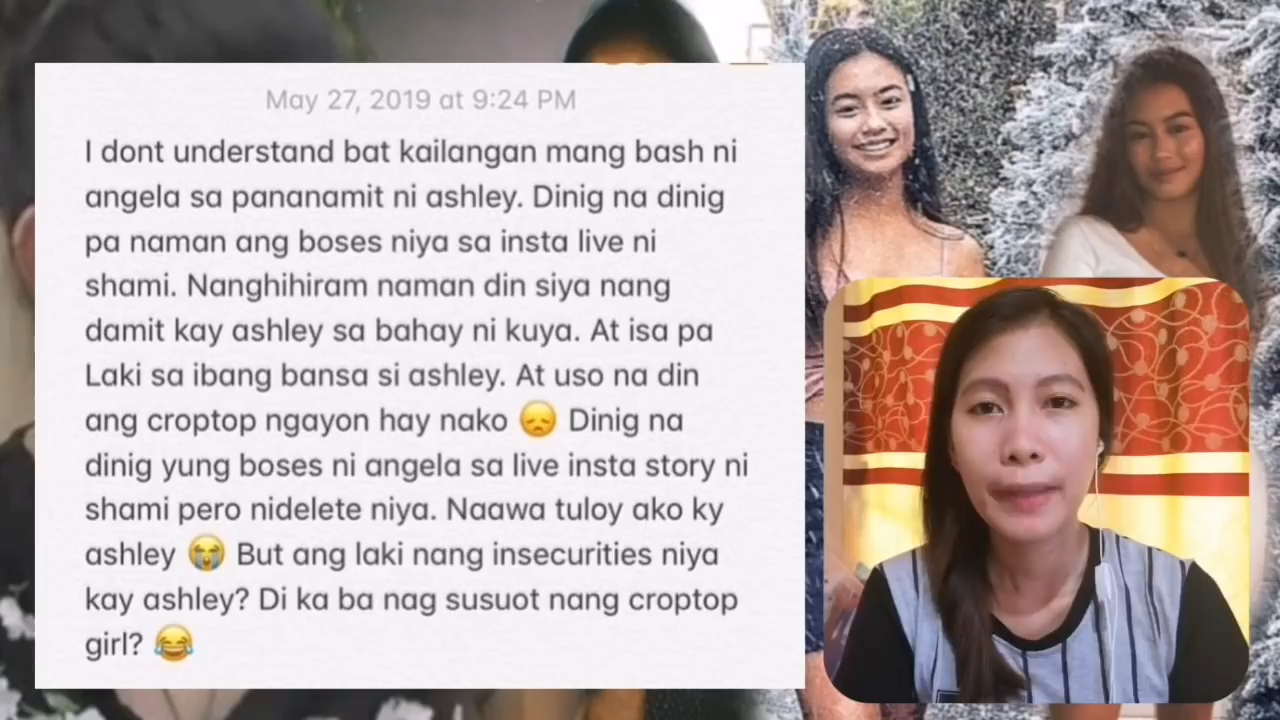 May 27, 2019 at 9:24 PM
I dont understand bat kailangan mang bash ni
angela sa pananamit ni ashley. Dinig na dinig
pa naman ang boses niya sa insta live ni
shami. Nanghihiram naman din siya nang
damit kay ashley sa bahay ni kuya. At isa pa
Laki sa ibang bansa si ashley. At uso na din
ang croptop ngayon hay nako 😞 Dinig na
dinig yung boses ni angela sa live insta story ni
shami pero nidelete niya. Naawa tuloy ako ky
ashley 😭 But ang laki nang insecurities niya
kay ashley? Di ka ba nag susuot nang croptop
girl? 😂